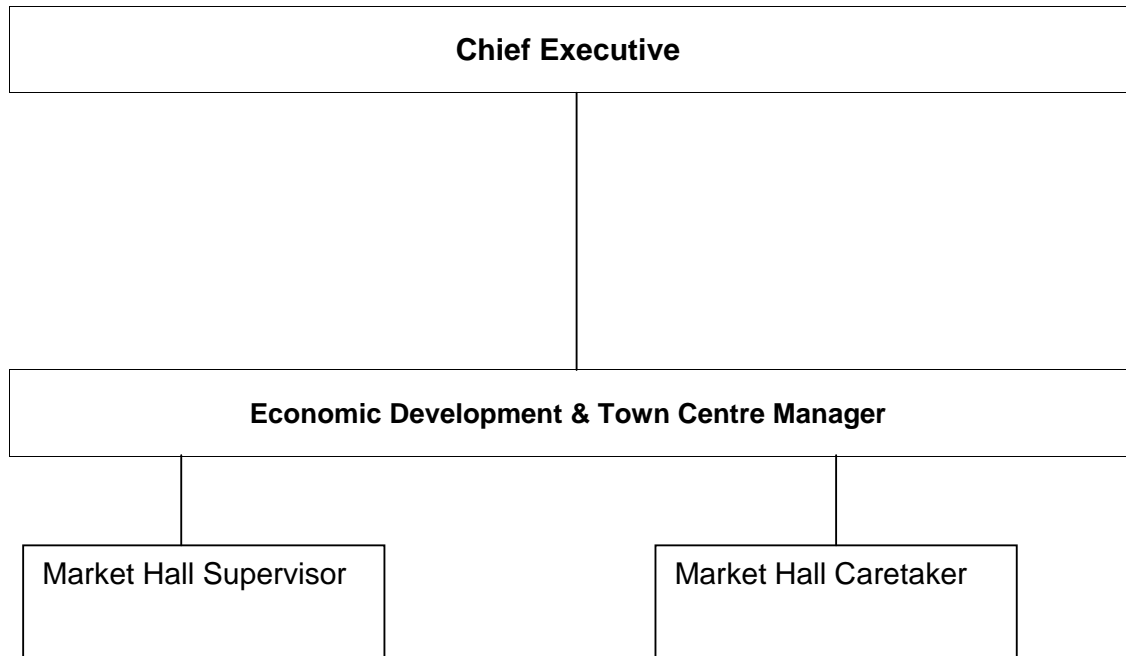 Chief Executive
Economic Development & Town Centre Manager
Market Hall Supervisor
Market Hall Caretaker